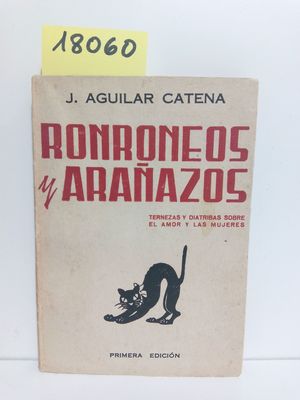 18060
J. AGUILAR CATENA
RONRONEOS
y ARAÑAZOS
TERNEZAS Y DIATRIBAS SOBRE
EL AMOR Y LAS MUJERES
PRIMERA EDICIÓN